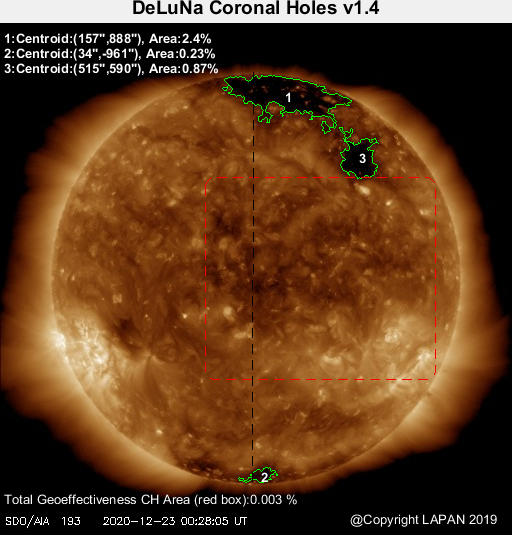 DeLuNa Coronal Holes v1.4
1:Centroid:(157",888"), Area:2.4%
2:Centroid:(34",-961"), Area:0.23%
3:Centroid:(515",590"), Area:0.87%
1
3
2
Total Geoeffectiveness CH Area (red box):0.003 %
SDO/AIA 193 2020-12-23 00:28:05 UT
@Copyright LAPAN 2019